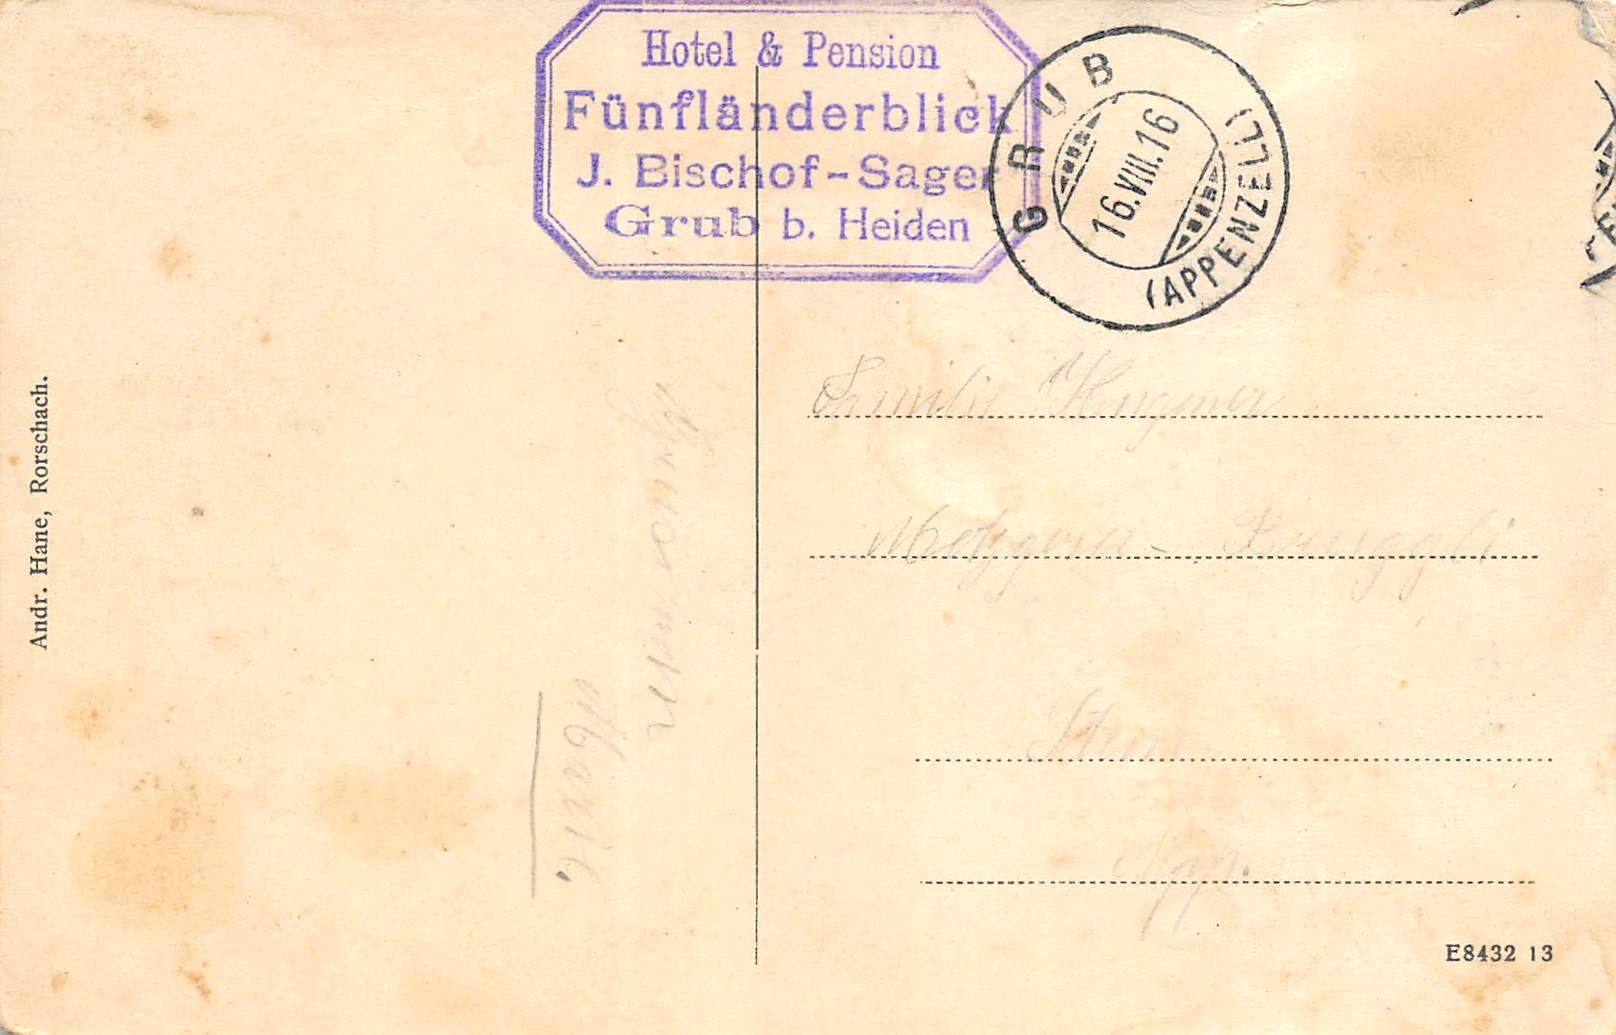 Hotel & Pension
Fünfländerblick
J. Bischof-Sager
Grub b. Heiden
GRUB
(APPENZELL)
16.VIII.16
Andr. Hane, Rorschach.
Familie
Metzgerei-
Stein
App.
E8432 13